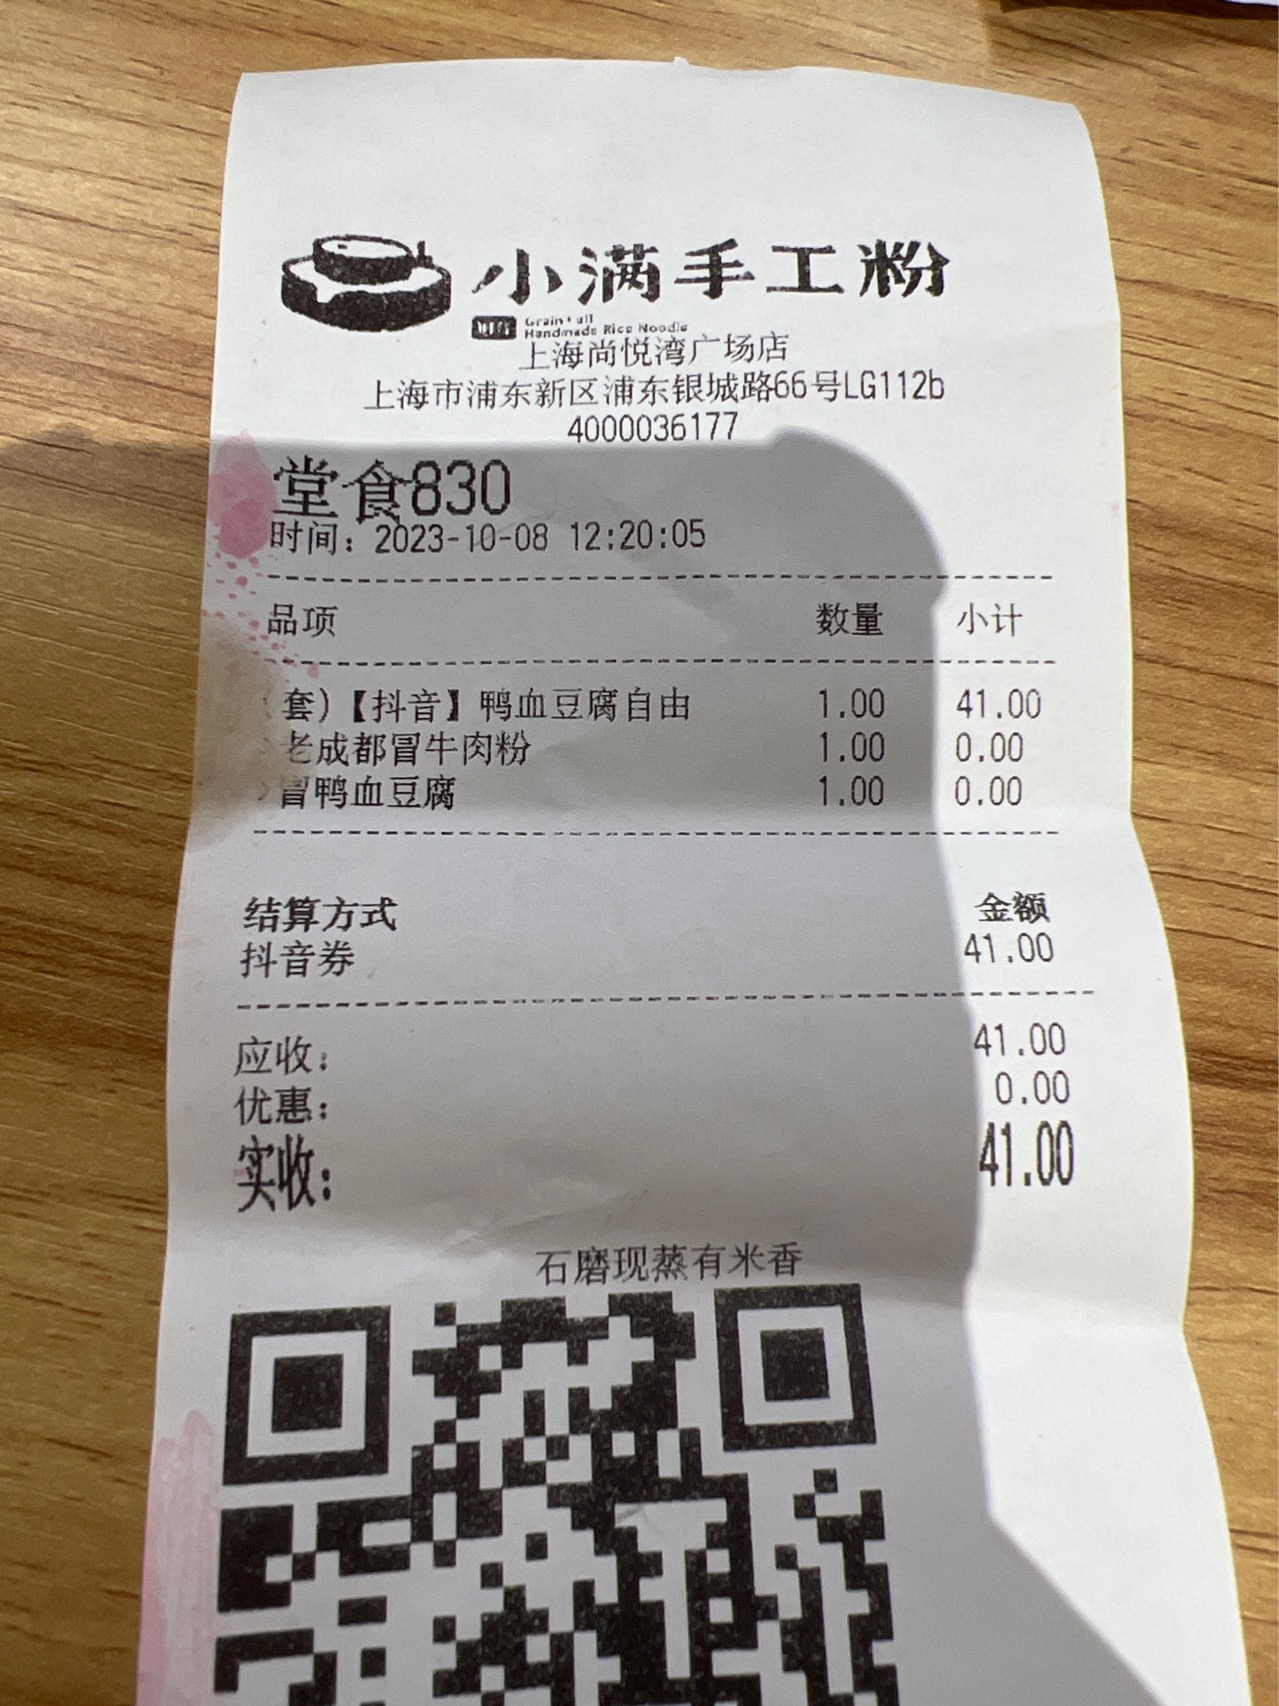 小满手工粉
Handmade Rice Noodle
上海尚悦湾广场店
上海市浦东新区浦东银城路66号LG112b
4000036177
堂食830
时间：2023-10-08 12:20:05
品项 数量 小计
套)【抖音】鸭血豆腐自由 1.00 41.00
老成都冒牛肉粉 1.00 0.00
冒鸭血豆腐 1.00 0.00
结算方式 金额
抖音券 41.00
应收： 41.00
优惠： 0.00
实收： 41.00
石磨现蒸有米香